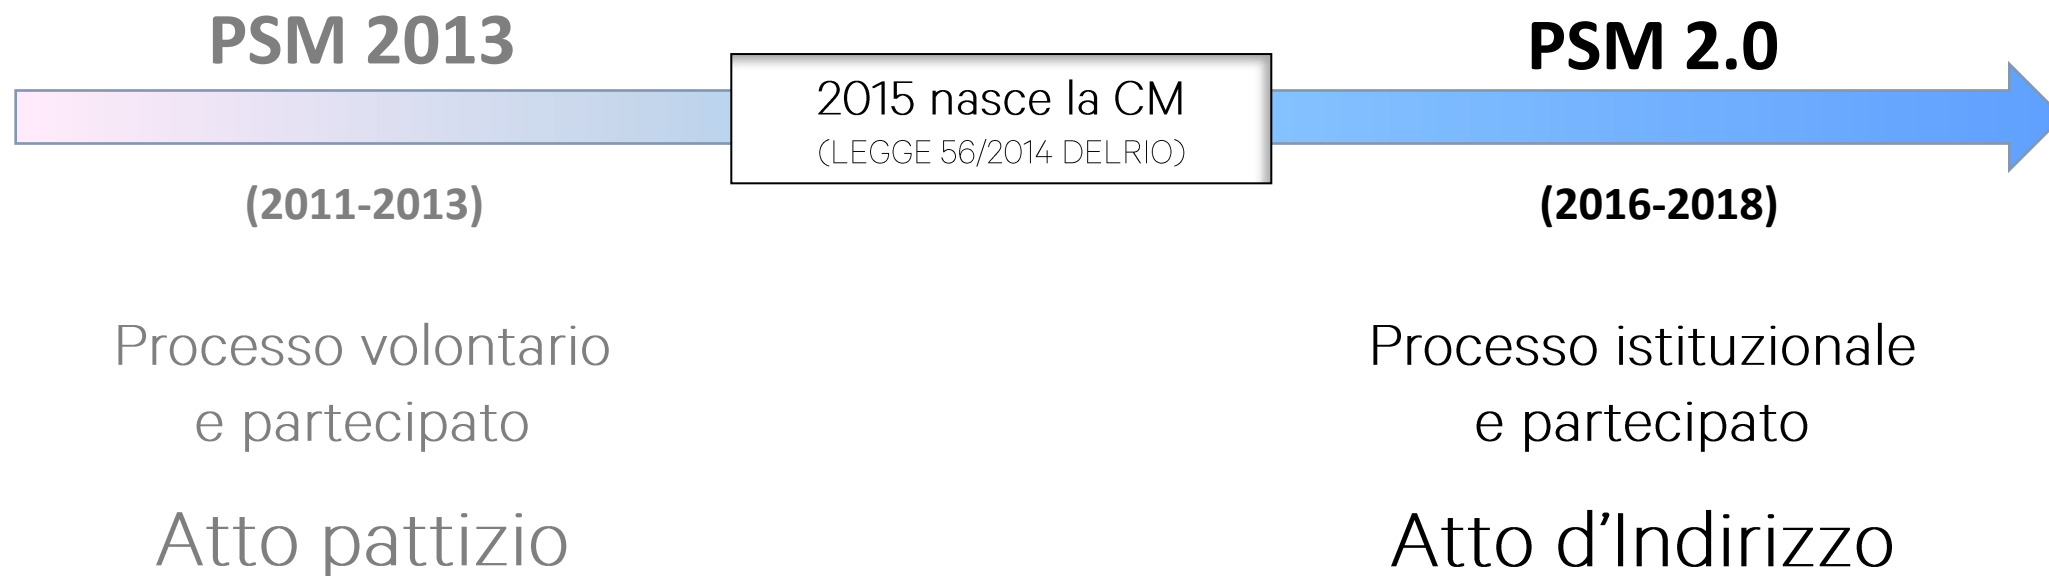 PSM 2013
(2011-2013)
Processo volontario
e partecipato
Atto pattizio
2015 nasce la CM
(LEGGE 56/2014 DELRIO)
PSM 2.0
(2016-2018)
Processo istituzionale
e partecipato
Atto d’Indirizzo